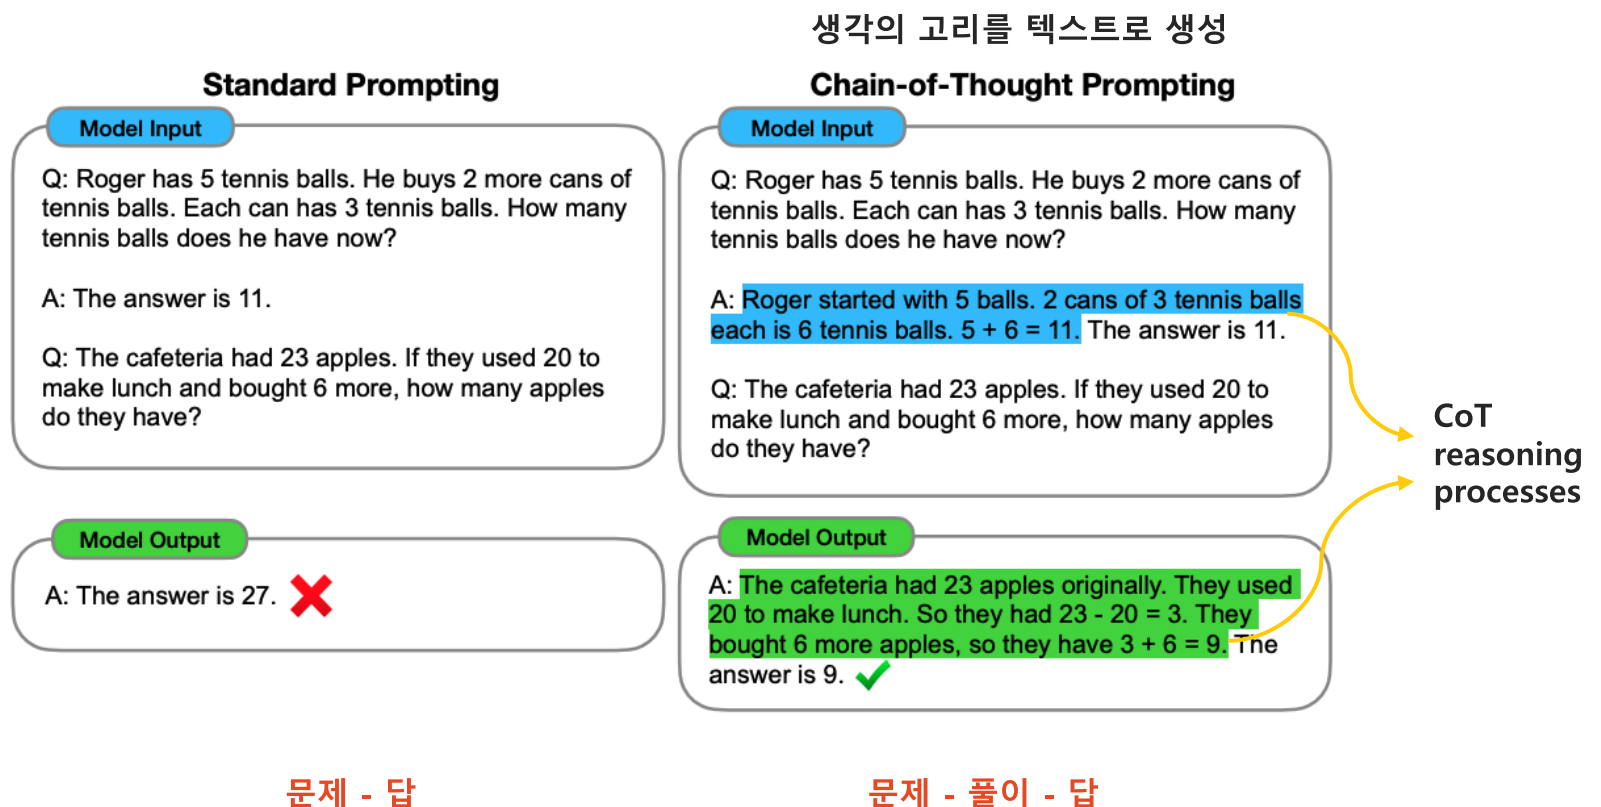 생각의 고리를 텍스트로 생성
Standard Prompting
Model Input
Q: Roger has 5 tennis balls. He buys 2 more cans of
tennis balls. Each can has 3 tennis balls. How many
tennis balls does he have now?
A: The answer is 11.
Q: The cafeteria had 23 apples. If they used 20 to
make lunch and bought 6 more, how many apples
do they have?
Model Output
A: The answer is 27.
문제 - 답
Chain-of-Thought Prompting
Model Input
Q: Roger has 5 tennis balls. He buys 2 more cans of
tennis balls. Each can has 3 tennis balls. How many
tennis balls does he have now?
A: Roger started with 5 balls. 2 cans of 3 tennis balls
each is 6 tennis balls. 5 + 6 = 11. The answer is 11.
Q: The cafeteria had 23 apples. If they used 20 to
make lunch and bought 6 more, how many apples
do they have?
Model Output
A: The cafeteria had 23 apples originally. They used
20 to make lunch. So they had 23 - 20 = 3. They
bought 6 more apples, so they have 3 + 6 = 9. The
answer is 9.
문제 - 풀이 - 답
CoT
reasoning
processes